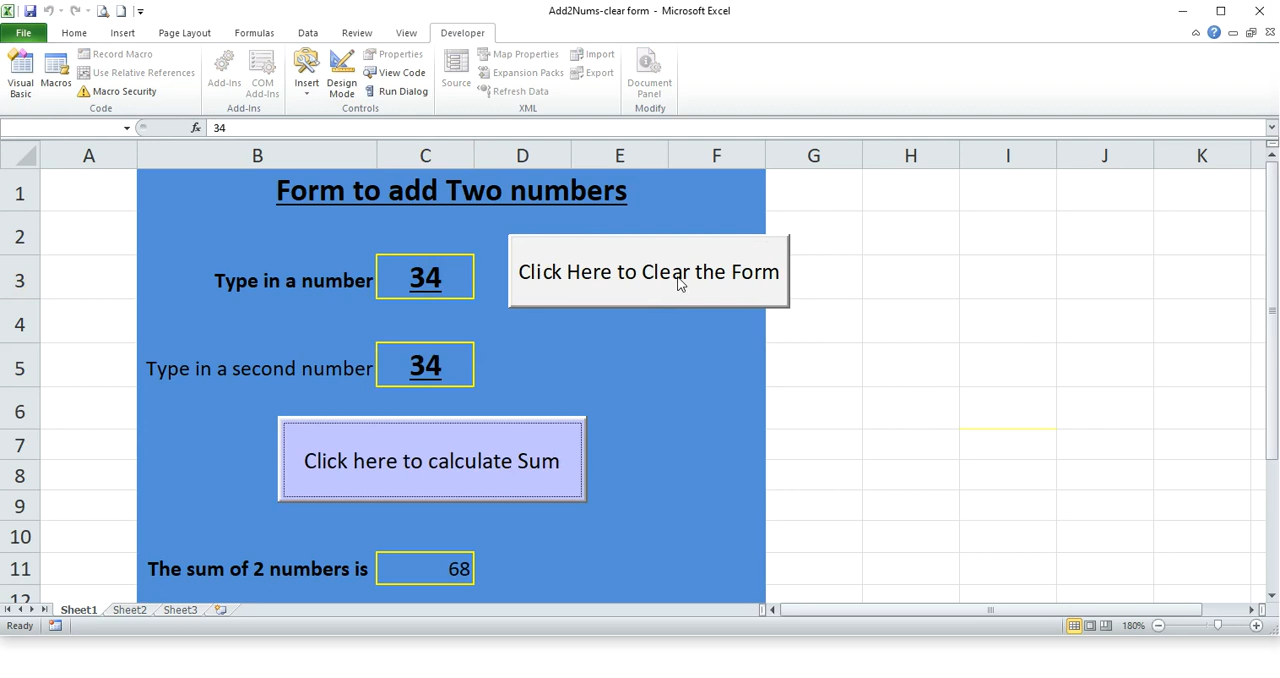 Add2Nums-clear form - Microsoft Excel
File Home Insert Page Layout Formulas Data Review View Developer
Visual Basic
Macros
Record Macro
Use Relative References
Macro Security
Code
Add-Ins
COM Add-Ins
Add-Ins
Insert
Design Mode
Properties
View Code
Run Dialog
Controls
Source
Map Properties
Expansion Packs
Refresh Data
Import
Export
XML
Document Panel
Modify
fx 34
A B C D E F G H I J K
1 Form to add Two numbers
2
3 Type in a number 34 Click Here to Clear the Form
4
5 Type in a second number 34
6
7
8 Click here to calculate Sum
9
10
11 The sum of 2 numbers is 68
12
Sheet1 Sheet2 Sheet3
Ready 180%